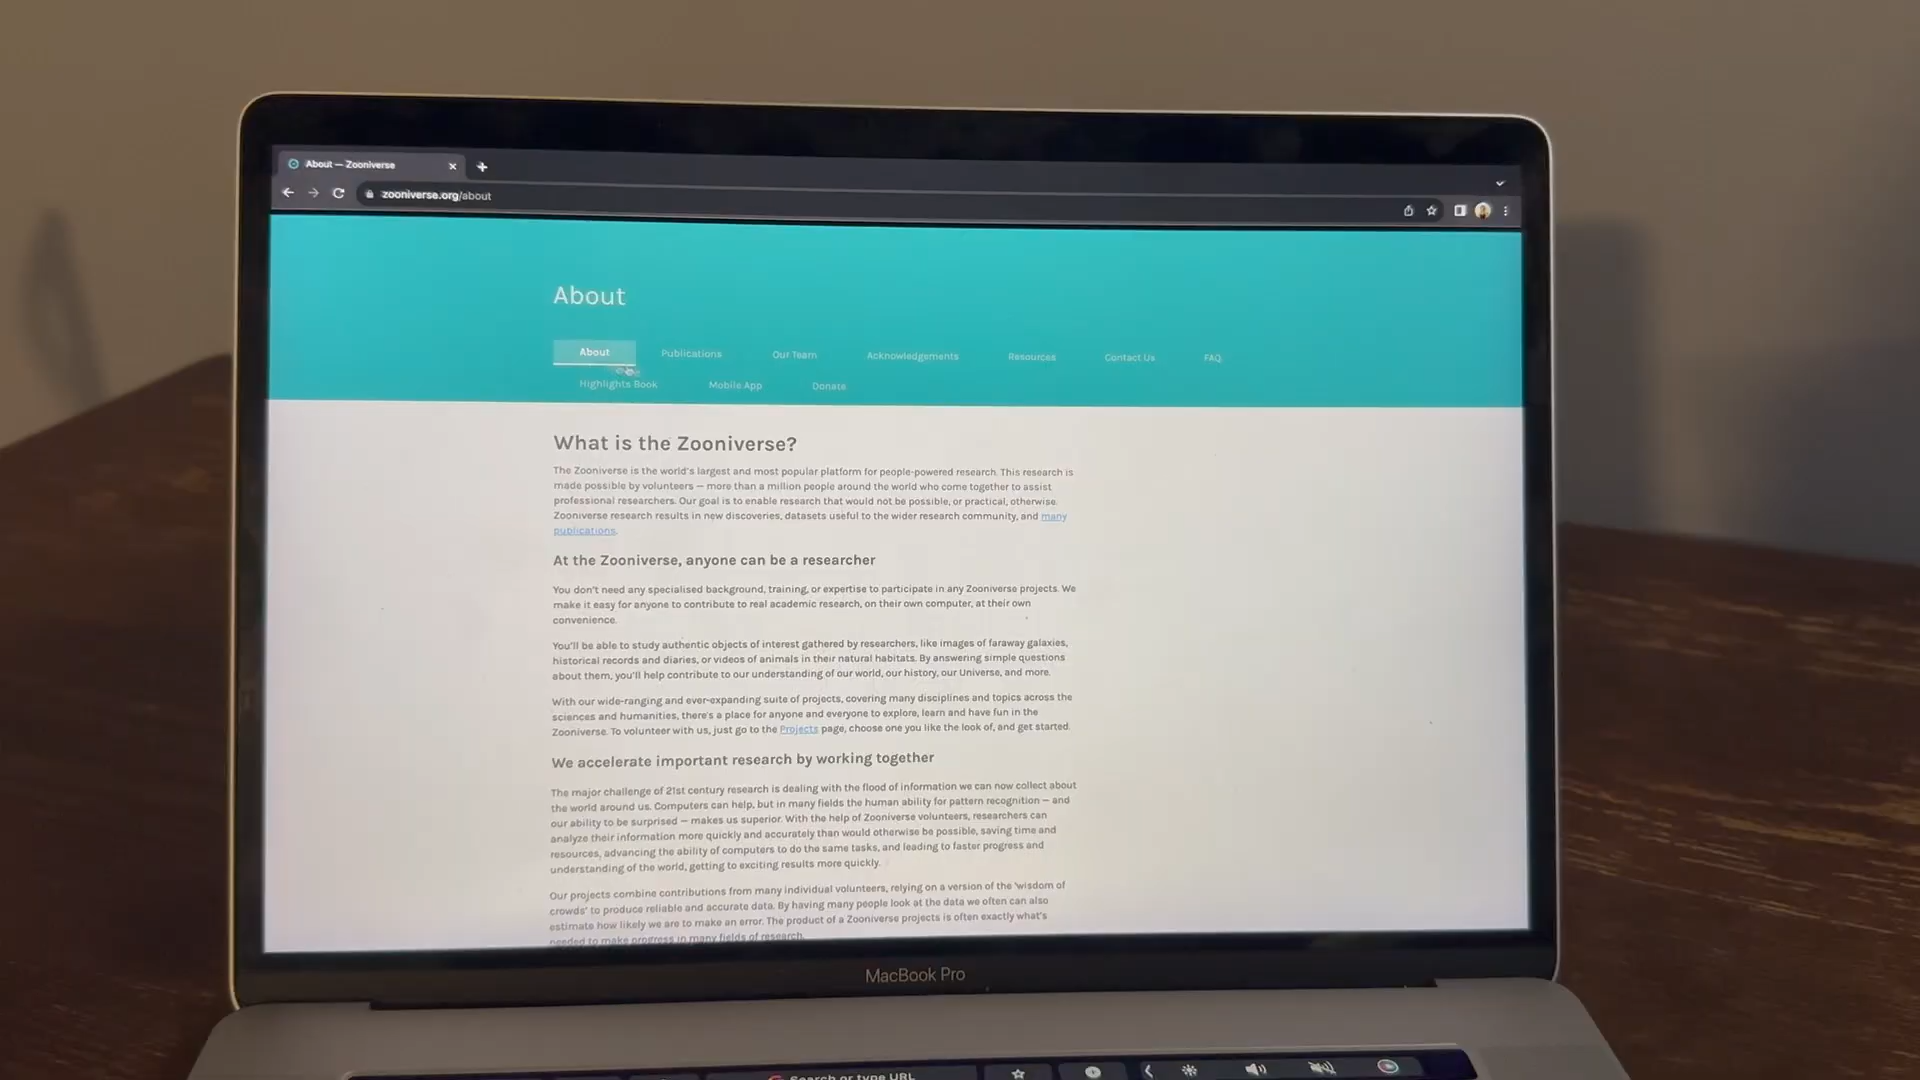 About — Zooniverse
zooniverse.org/about
About
About Publications Our Team Acknowledgements Resources Contact Us FAQ
Highlights Book Mobile App Donate
What is the Zooniverse?
The Zooniverse is the world's largest and most popular platform for people-powered research. This research is
made possible by volunteers — more than a million people around the world who come together to assist
professional researchers. Our goal is to enable research that would not be possible, or practical, otherwise.
Zooniverse research results in new discoveries, datasets useful to the wider research community, and many
publications.
At the Zooniverse, anyone can be a researcher
You don't need any specialised background, training, or expertise to participate in any Zooniverse projects. We
make it easy for anyone to contribute to real academic research, on their own computer, at their own
convenience.
You'll be able to study authentic objects of interest gathered by researchers, like images of faraway galaxies,
historical records and diaries, or videos of animals in their natural habitats. By answering simple questions
about them, you'll help contribute to our understanding of our world, our history, our Universe, and more.
With our wide-ranging and ever-expanding suite of projects, covering many disciplines and topics across the
sciences and humanities, there's a place for anyone and everyone to explore, learn and have fun in the
Zooniverse. To volunteer with us, just go to the Projects page, choose one you like the look of, and get started.
We accelerate important research by working together
The major challenge of 21st century research is dealing with the flood of information we can now collect about
the world around us. Computers can help, but in many fields the human ability for pattern recognition — and
our ability to be surprised — makes us superior. With the help of Zooniverse volunteers, researchers can
analyze their information more quickly and accurately than would otherwise be possible, saving time and
resources, advancing the ability of computers to do the same tasks, and leading to faster progress and
understanding of the world, getting to exciting results more quickly.
Our projects combine contributions from many individual volunteers, relying on a version of the 'wisdom of
crowds' to produce reliable and accurate data. By having many people look at the data we often can also
estimate how likely we are to make an error. The product of a Zooniverse projects is often exactly what's
needed to make progress in many fields of research.
MacBook Pro
Search or type URL